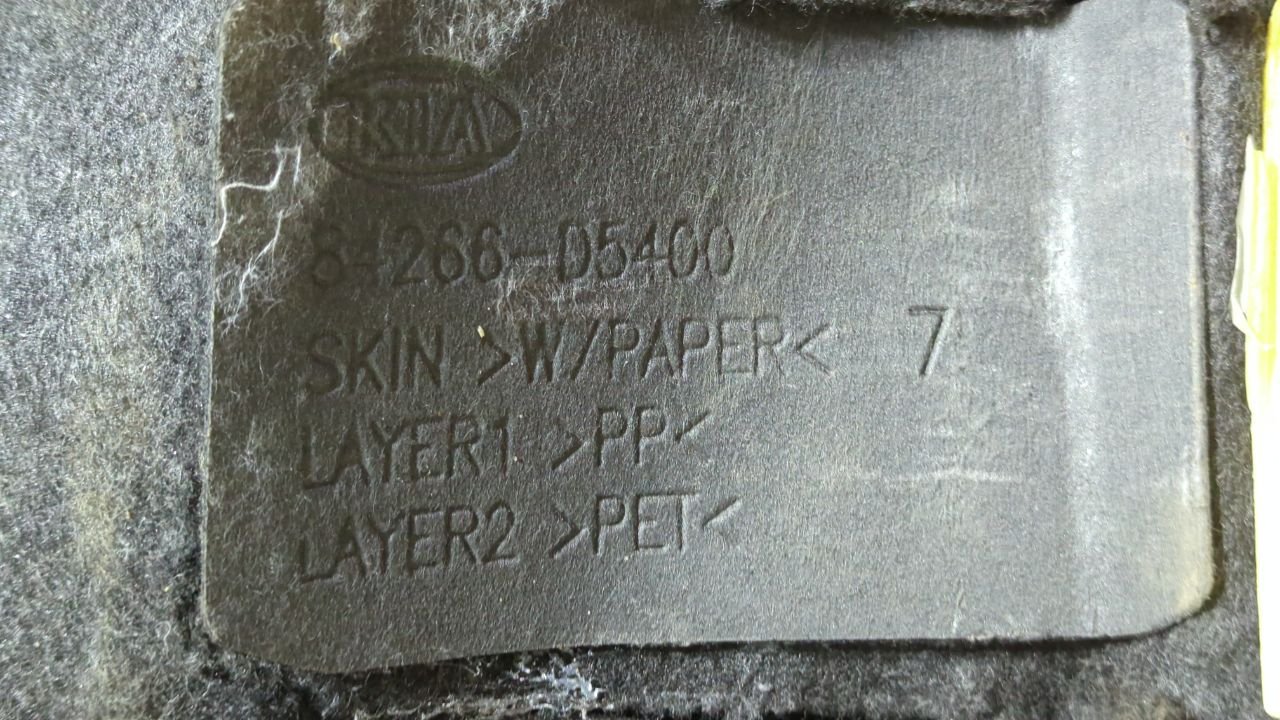 KIA
84266-D5400
SKIN >W/PAPER< 7
LAYER1 >PP<
LAYER2 >PET<